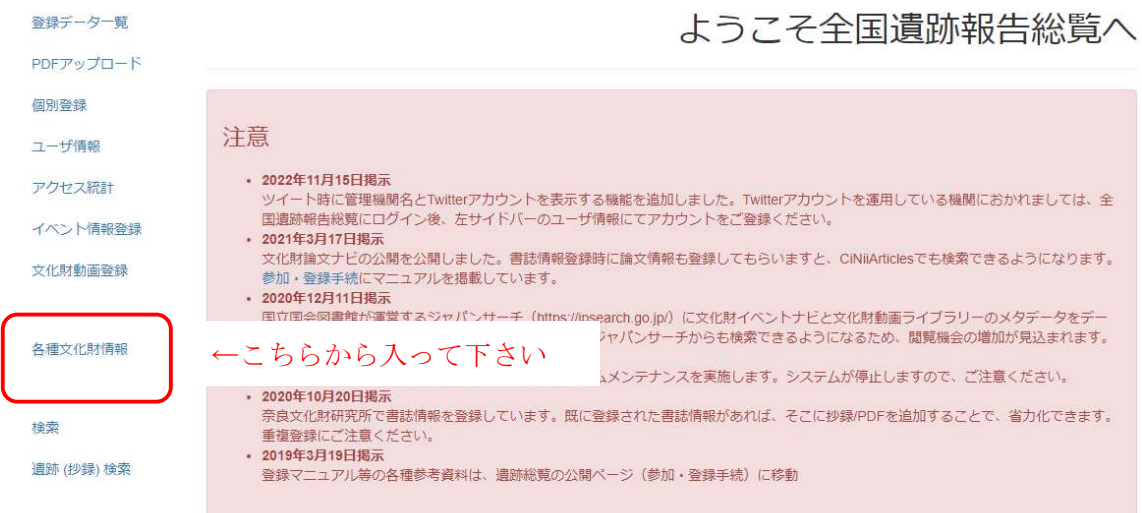 登録データ一覧
PDFアップロード
個別登録
ユーザ情報
アクセス統計
イベント情報登録
文化財動画登録
各種文化財情報
検索
遺跡 (抄録) 検索
ようこそ全国遺跡報告総覧へ
注意
2022年11月15日掲示
ツイート時に管理機関名とTwitterアカウントを表示する機能を追加しました。Twitterアカウントを運用している機関におかれましては、全
国遺跡報告総覧にログイン後、左サイドバーのユーザ情報にてアカウントをご登録ください。
2021年3月17日掲示
文化財論文ナビの公開を公開しました。書誌情報登録時に論文情報も登録してもらいますと、CiNiiArticlesでも検索できるようになります。
参加・登録手続にマニュアルを掲載しています。
2020年12月11日掲示
国立国会図書館が運営するジャパンサーチ（https://jpsearch.go.jp/）に文化財イベントナビと文化財動画ライブラリーのメタデータをデー
←こちらから入って下さい
ャパンサーチからも検索できるようになるため、閲覧機会の増加が見込まれます。
ムメンテナンスを実施します。システムが停止しますので、ご注意ください。
2020年10月20日掲示
奈良文化財研究所で書誌情報を登録しています。既に登録された書誌情報があれば、そこに抄録/PDFを追加することで、省力化できます。
重複登録にご注意ください。
2019年3月19日掲示
登録マニュアル等の各種参考資料は、遺跡総覧の公開ページ（参加・登録手続）に移動